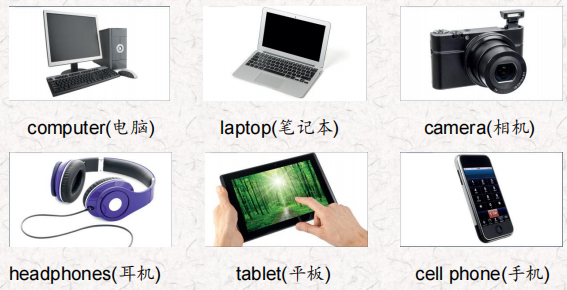 computer(电脑)
laptop(笔记本)
camera(相机)
headphones(耳机)
tablet(平板)
cell phone(手机)